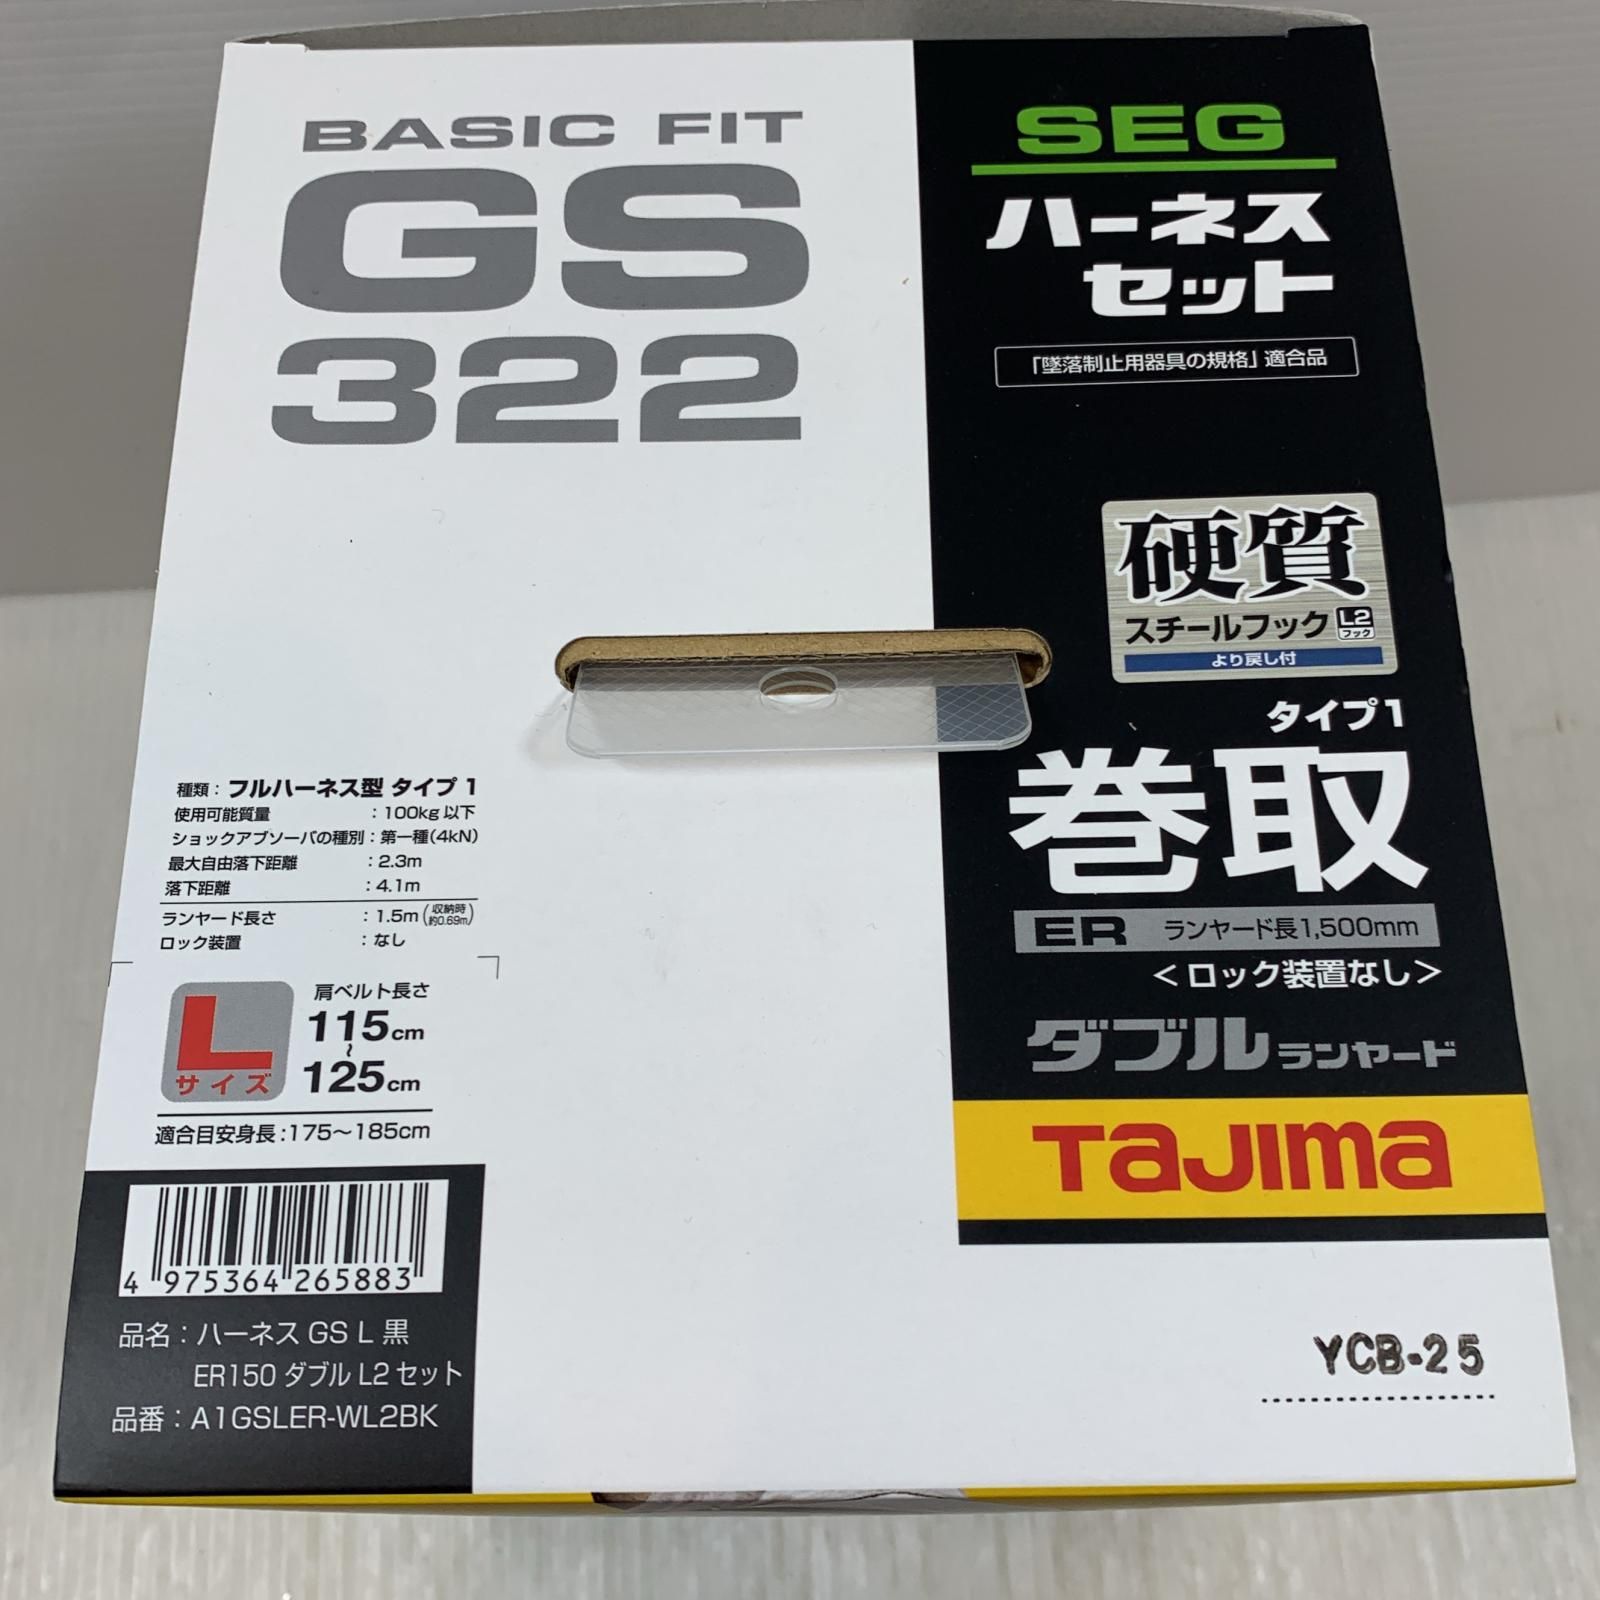 BASIC FIT
GS
322
SEG
ハーネス
セット
「墜落制止用器具の規格」適合品
硬質
スチールフック L2フック
より戻し付
タイプ1
巻取
ER ランヤード長1,500mm
<ロック装置なし>
ダブルランヤード
TaJIma
種類：フルハーネス型 タイプ1
使用可能質量 ：100kg以下
ショックアブソーバの種別：第一種(4kN)
最大自由落下距離 ：2.3m
落下距離 ：4.1m
ランヤード長さ ：1.5m(収納時約0.69m)
ロック装置 ：なし
L
サイズ
肩ベルト長さ
115cm
～
125cm
適合目安身長：175～185cm
4 975364 265883
品名：ハーネス GS L 黒
ER150 ダブル L2 セット
品番：A1GSLER-WL2BK
YCB-25